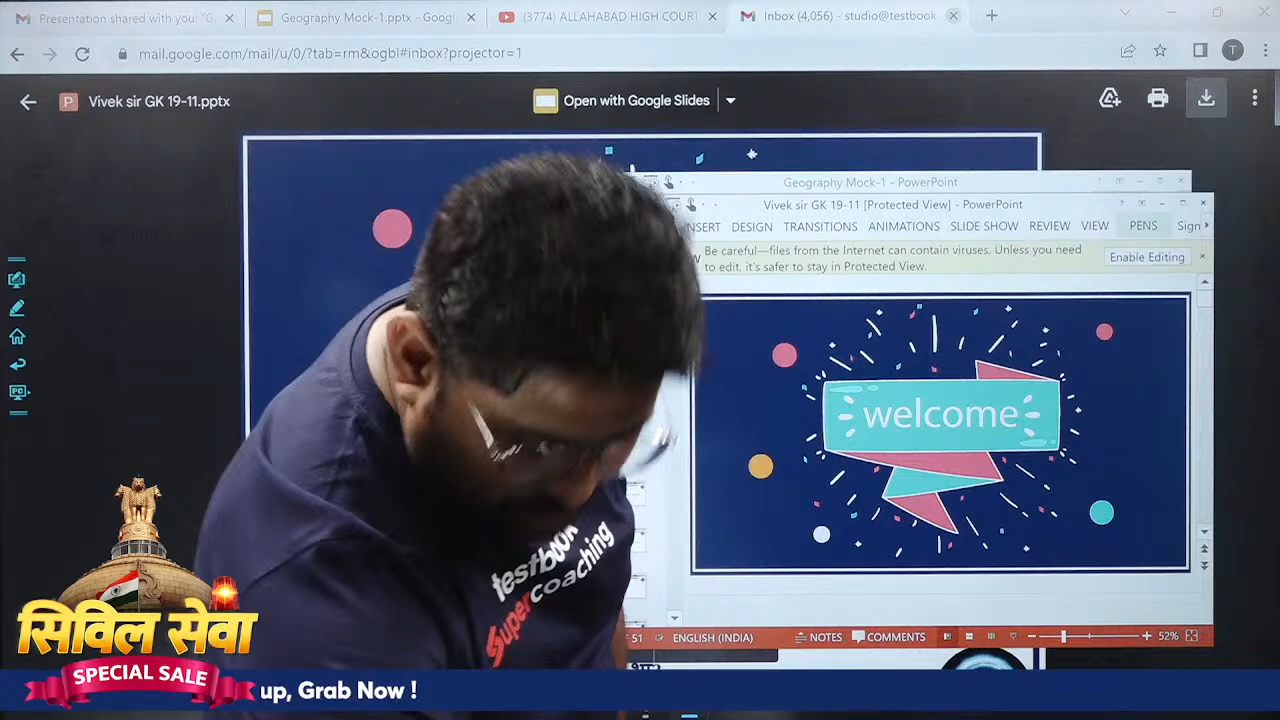 Presentation shared with you: "G
Geography Mock-1.pptx - Googl
(3774) ALLAHABAD HIGH COURT
Inbox (4,056) - studio@testbook
mail.google.com/mail/u/0/?tab=rm&ogbl#inbox?projector=1
T
P
Vivek sir GK 19-11.pptx
Open with Google Slides
Geography Mock-1 - PowerPoint
Vivek sir GK 19-11 [Protected View] - PowerPoint
NSERT DESIGN TRANSITIONS ANIMATIONS SLIDE SHOW REVIEW VIEW PENS Sign
Be careful—files from the Internet can contain viruses. Unless you need
to edit, it's safer to stay in Protected View.
Enable Editing
welcome
PC
testbook
Supercoaching
51 ENGLISH (INDIA) NOTES COMMENTS 52%
सिविल सेवा
SPECIAL SALE
up, Grab Now !